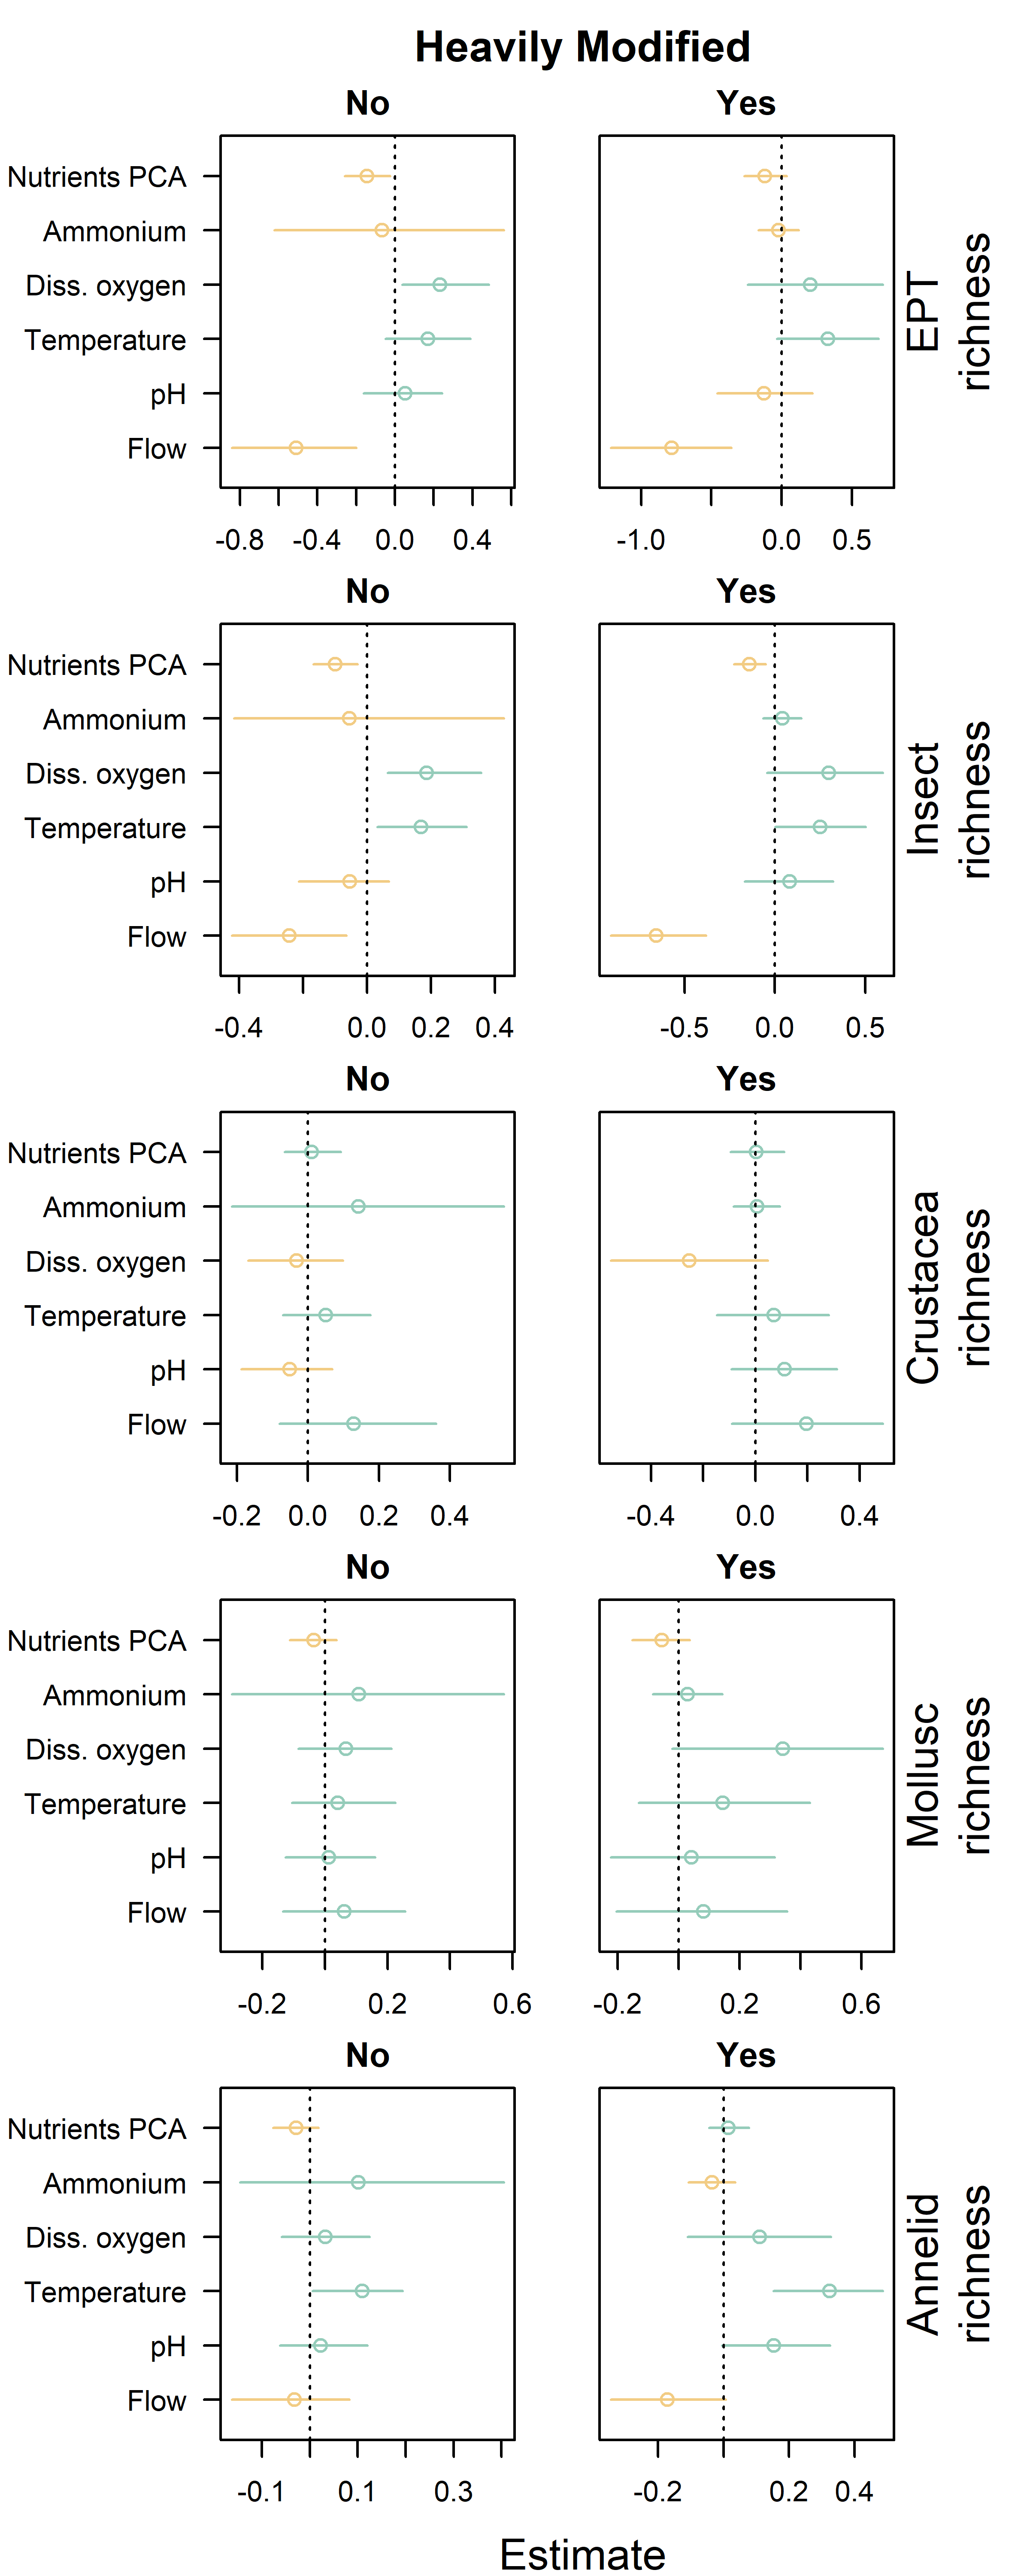 Heavily Modified
No Yes
Nutrients PCA
Ammonium
Diss. oxygen
Temperature
pH
Flow
-0.8 -0.4 0.0 0.4
-1.0 0.0 0.5
EPT
richness
No Yes
Nutrients PCA
Ammonium
Diss. oxygen
Temperature
pH
Flow
-0.4 0.0 0.2 0.4
-0.5 0.0 0.5
Insect
richness
No Yes
Nutrients PCA
Ammonium
Diss. oxygen
Temperature
pH
Flow
-0.2 0.0 0.2 0.4
-0.4 0.0 0.4
Crustacea
richness
No Yes
Nutrients PCA
Ammonium
Diss. oxygen
Temperature
pH
Flow
-0.2 0.2 0.6
-0.2 0.2 0.6
Mollusc
richness
No Yes
Nutrients PCA
Ammonium
Diss. oxygen
Temperature
pH
Flow
-0.1 0.1 0.3
-0.2 0.2 0.4
Annelid
richness
Estimate